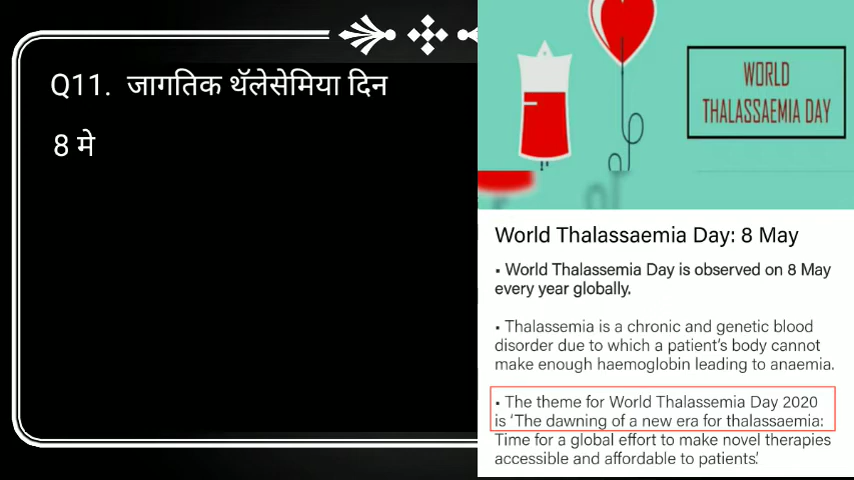 Q11. जागतिक थॅलेसेमिया दिन
8 मे
WORLD
THALASSAEMIA DAY
World Thalassaemia Day: 8 May
• World Thalassemia Day is observed on 8 May
every year globally.
• Thalassemia is a chronic and genetic blood
disorder due to which a patient's body cannot
make enough haemoglobin leading to anaemia.
• The theme for World Thalassemia Day 2020
is ‘The dawning of a new era for thalassaemia:
Time for a global effort to make novel therapies
accessible and affordable to patients.’